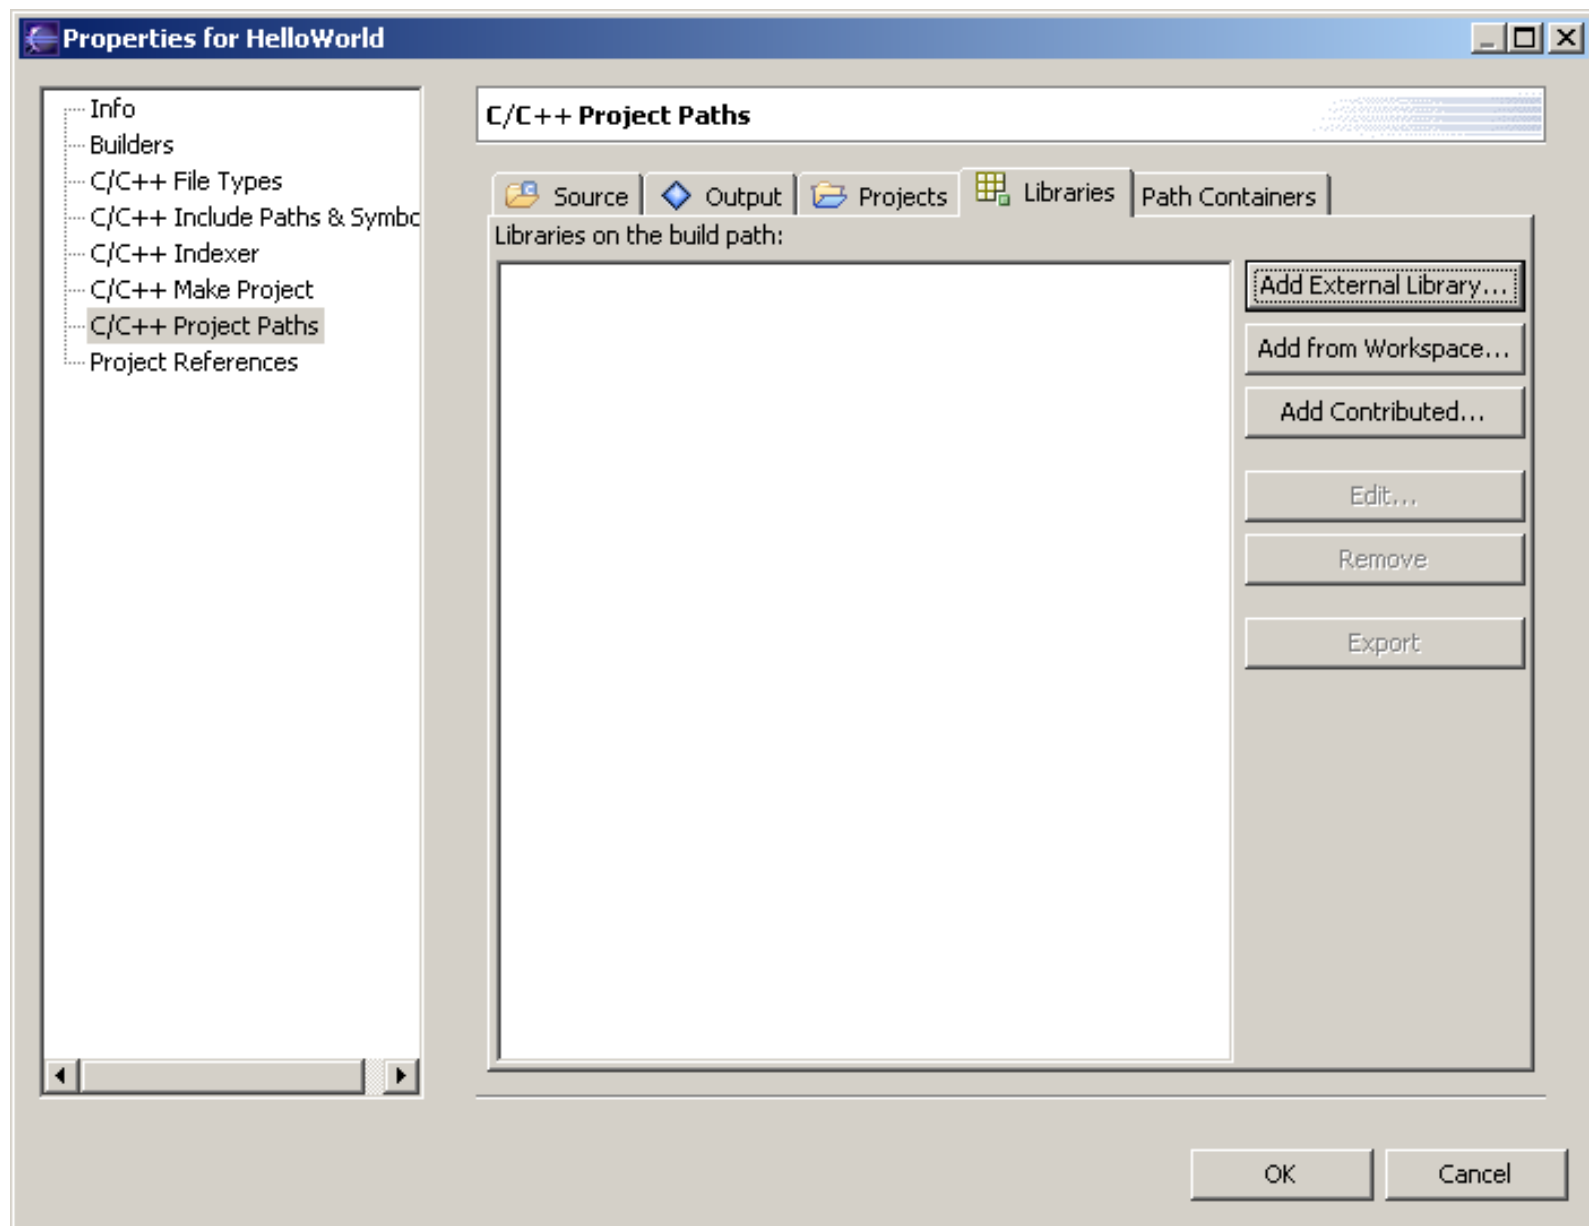 Properties for HelloWorld
Info
Builders
C/C++ File Types
C/C++ Include Paths & Symbo
C/C++ Indexer
C/C++ Make Project
C/C++ Project Paths
Project References
C/C++ Project Paths
Source Output Projects Libraries Path Containers
Libraries on the build path:
Add External Library...
Add from Workspace...
Add Contributed...
Edit...
Remove
Export
OK Cancel